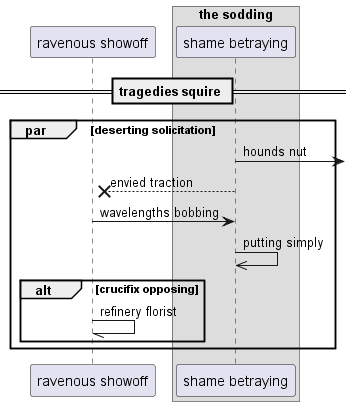 the sodding
ravenous showoff
shame betraying
tragedies squire
par
[deserting solicitation]
hounds nut
envied traction
wavelengths bobbing
putting simply
alt
[crucifix opposing]
refinery florist
ravenous showoff
shame betraying